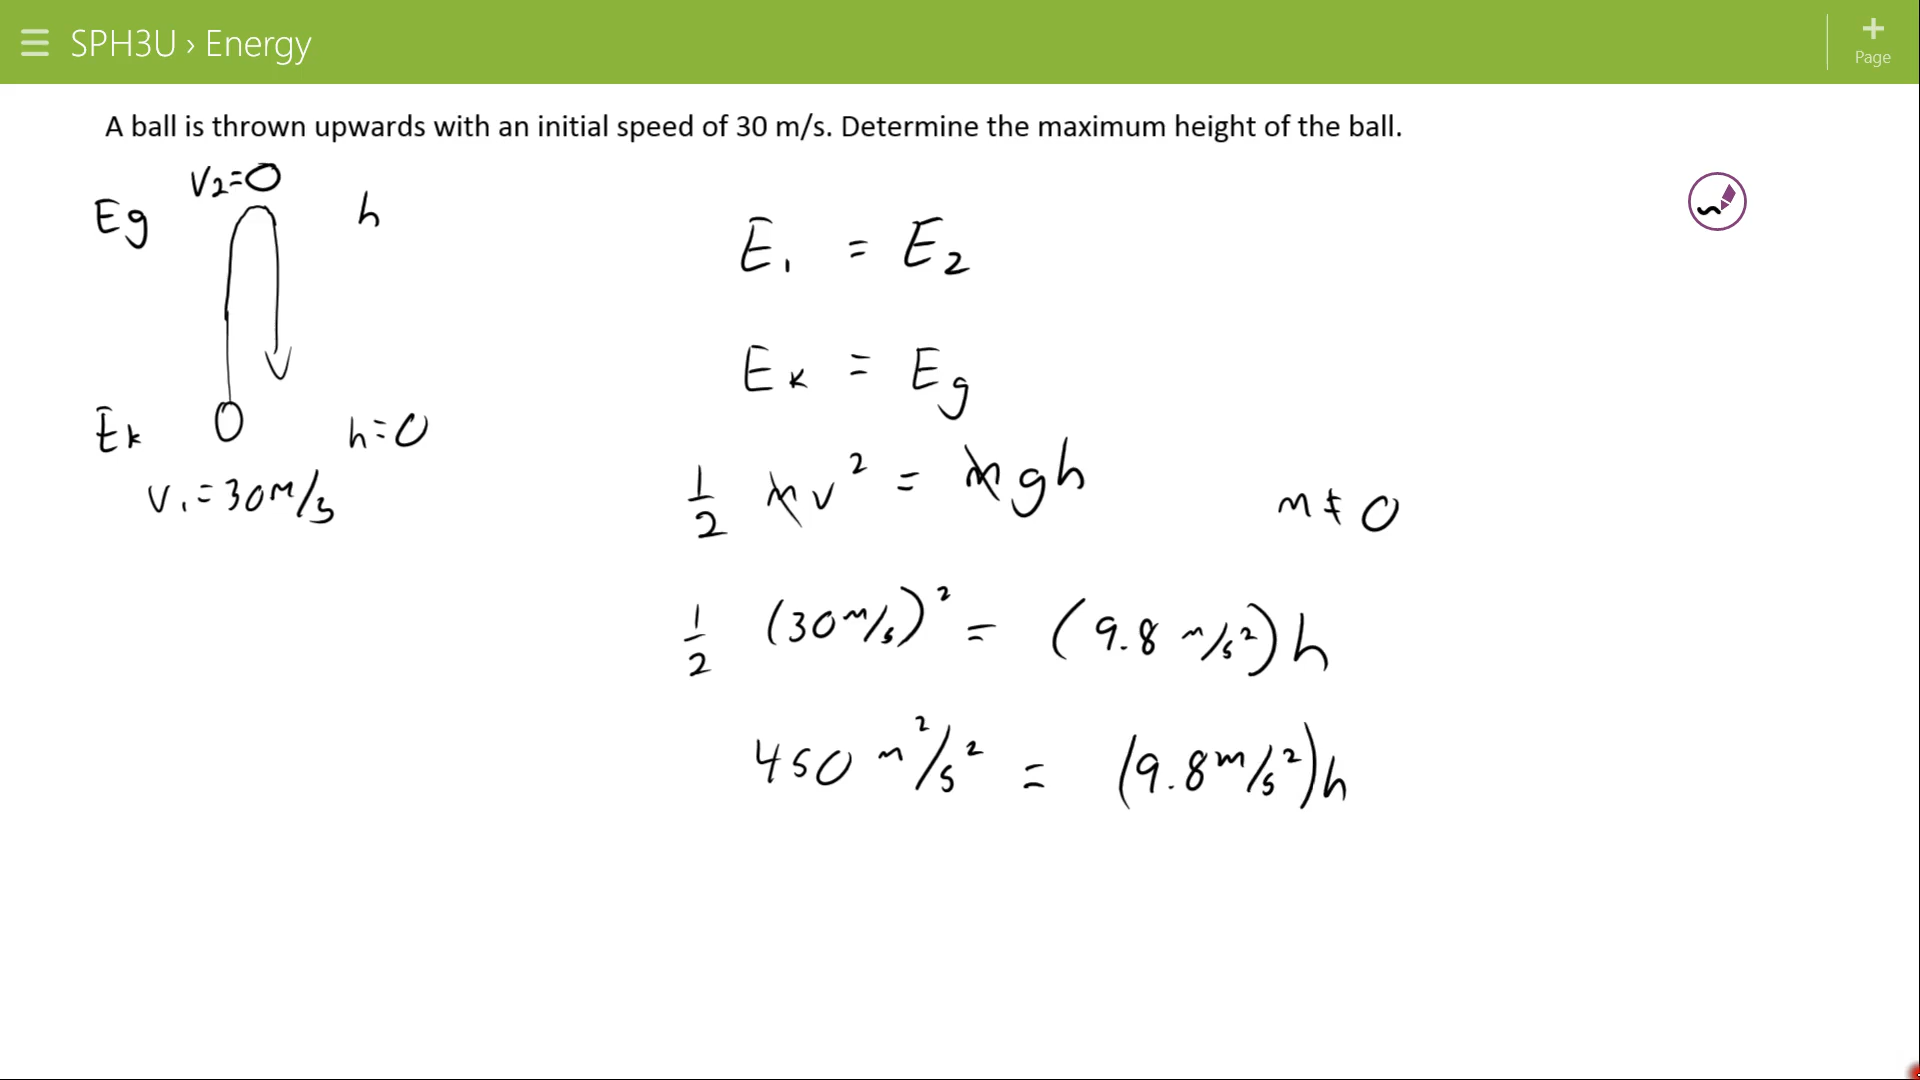 SPH3U › Energy
+
Page
A ball is thrown upwards with an initial speed of 30 m/s. Determine the maximum height of the ball.
V₂=0
Eg
h
Ek
h=0
V₁=30m/s
E₁ = E₂
Ek = Eg
1/2 mv² = mgh
m ≠ 0
1/2 (30m/s)² = (9.8 m/s²)h
450 m²/s² = (9.8m/s²)h